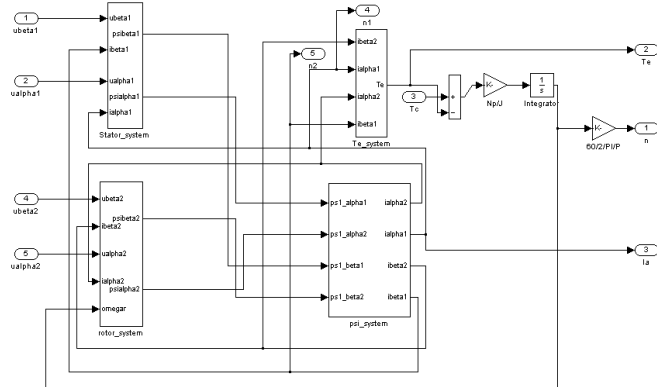 1
ubeta1
2
ualpha1
ubeta1
psibeta1
ibeta1
ualpha1
psialpha1
ialpha1
Stator_system
4
n1
5
n2
ibeta2
ialpha1
Te
ialpha2
ibeta1
Te_system
3
Tc
+
−
K-
Np/J
1
s
Integrator
2
Te
K-
60/2/PI/P
1
n
4
ubeta2
5
ualpha2
ubeta2
psibeta2
ibeta2
ualpha2
psialpha2
ialpha2
omegar
rotor_system
ps1_alpha1
ialpha2
ps1_alpha2
ialpha1
ps1_beta1
ibeta2
ps1_beta2
ibeta1
psi_system
3
Ia